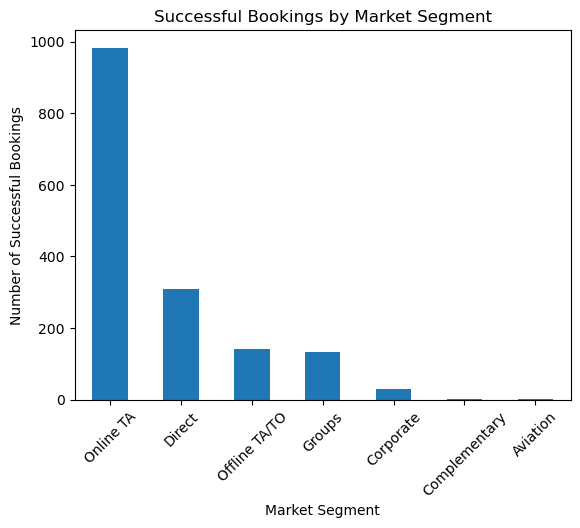 Successful Bookings by Market Segment
Number of Successful Bookings
1000
800
600
400
200
0
Online TA
Direct
Offline TA/TO
Groups
Corporate
Complementary
Aviation
Market Segment